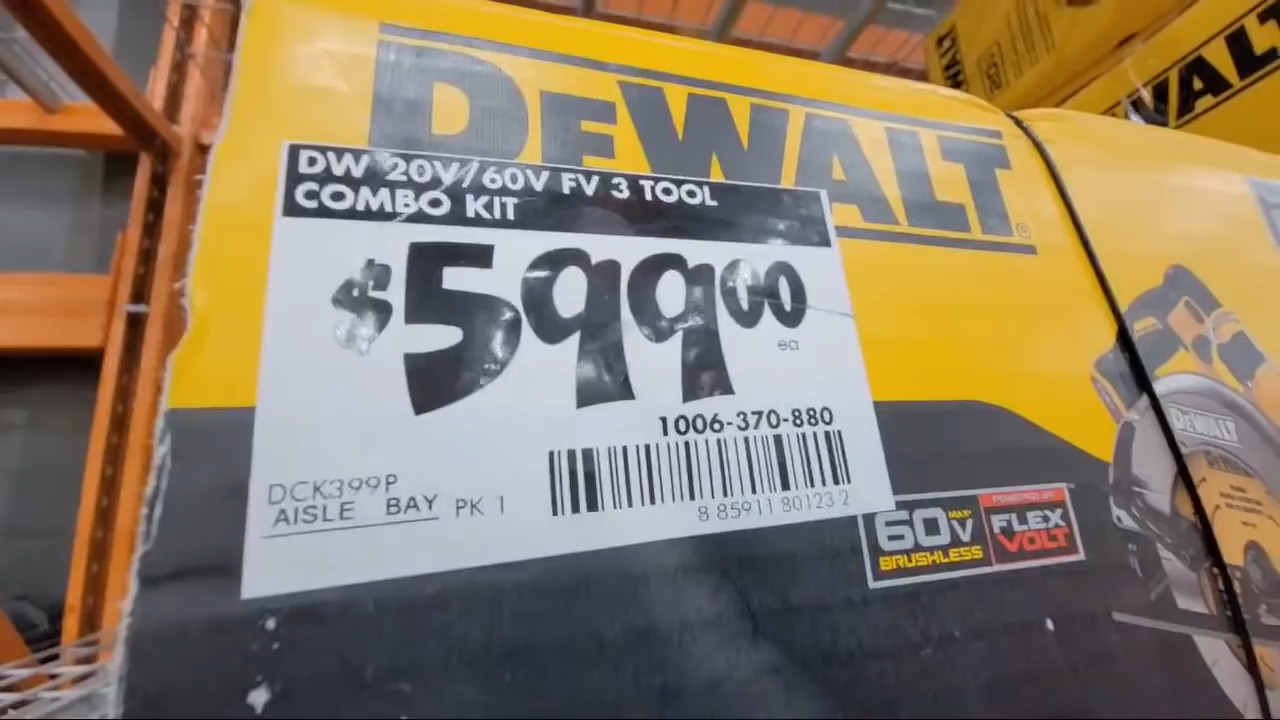 DEWALT®
DW 20V/60V FV 3 TOOL
COMBO KIT
$599 00
ea
1006-370-880
DCK399P
AISLE BAY PK 1
8 85911 80123 2
60V MAX*
BRUSHLESS
POWERED BY
FLEX
VOLT
DEWALT